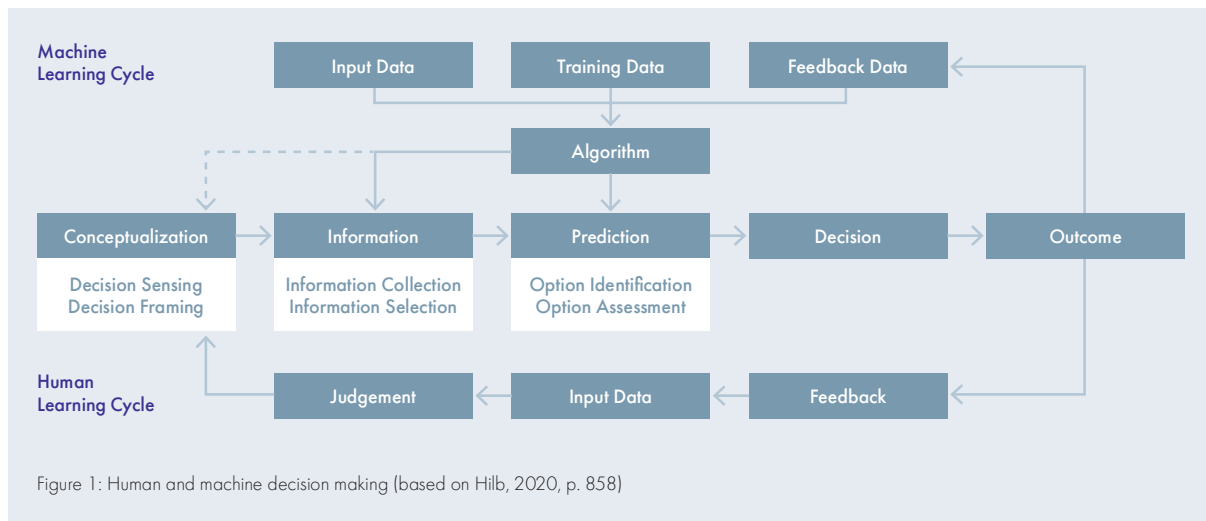 Machine
Learning Cycle
Input Data
Training Data
Feedback Data
Algorithm
Conceptualization
Information
Prediction
Decision
Outcome
Decision Sensing
Decision Framing
Information Collection
Information Selection
Option Identification
Option Assessment
Human
Learning Cycle
Judgement
Input Data
Feedback
Figure 1: Human and machine decision making (based on Hilb, 2020, p. 858)